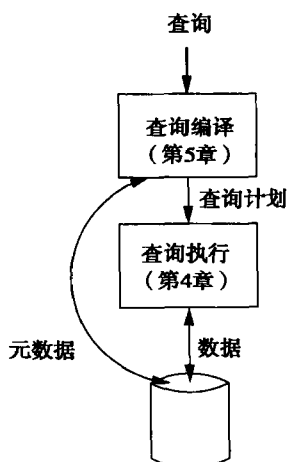 查询
查询编译
（第5章）
查询计划
查询执行
（第4章）
元数据
数据